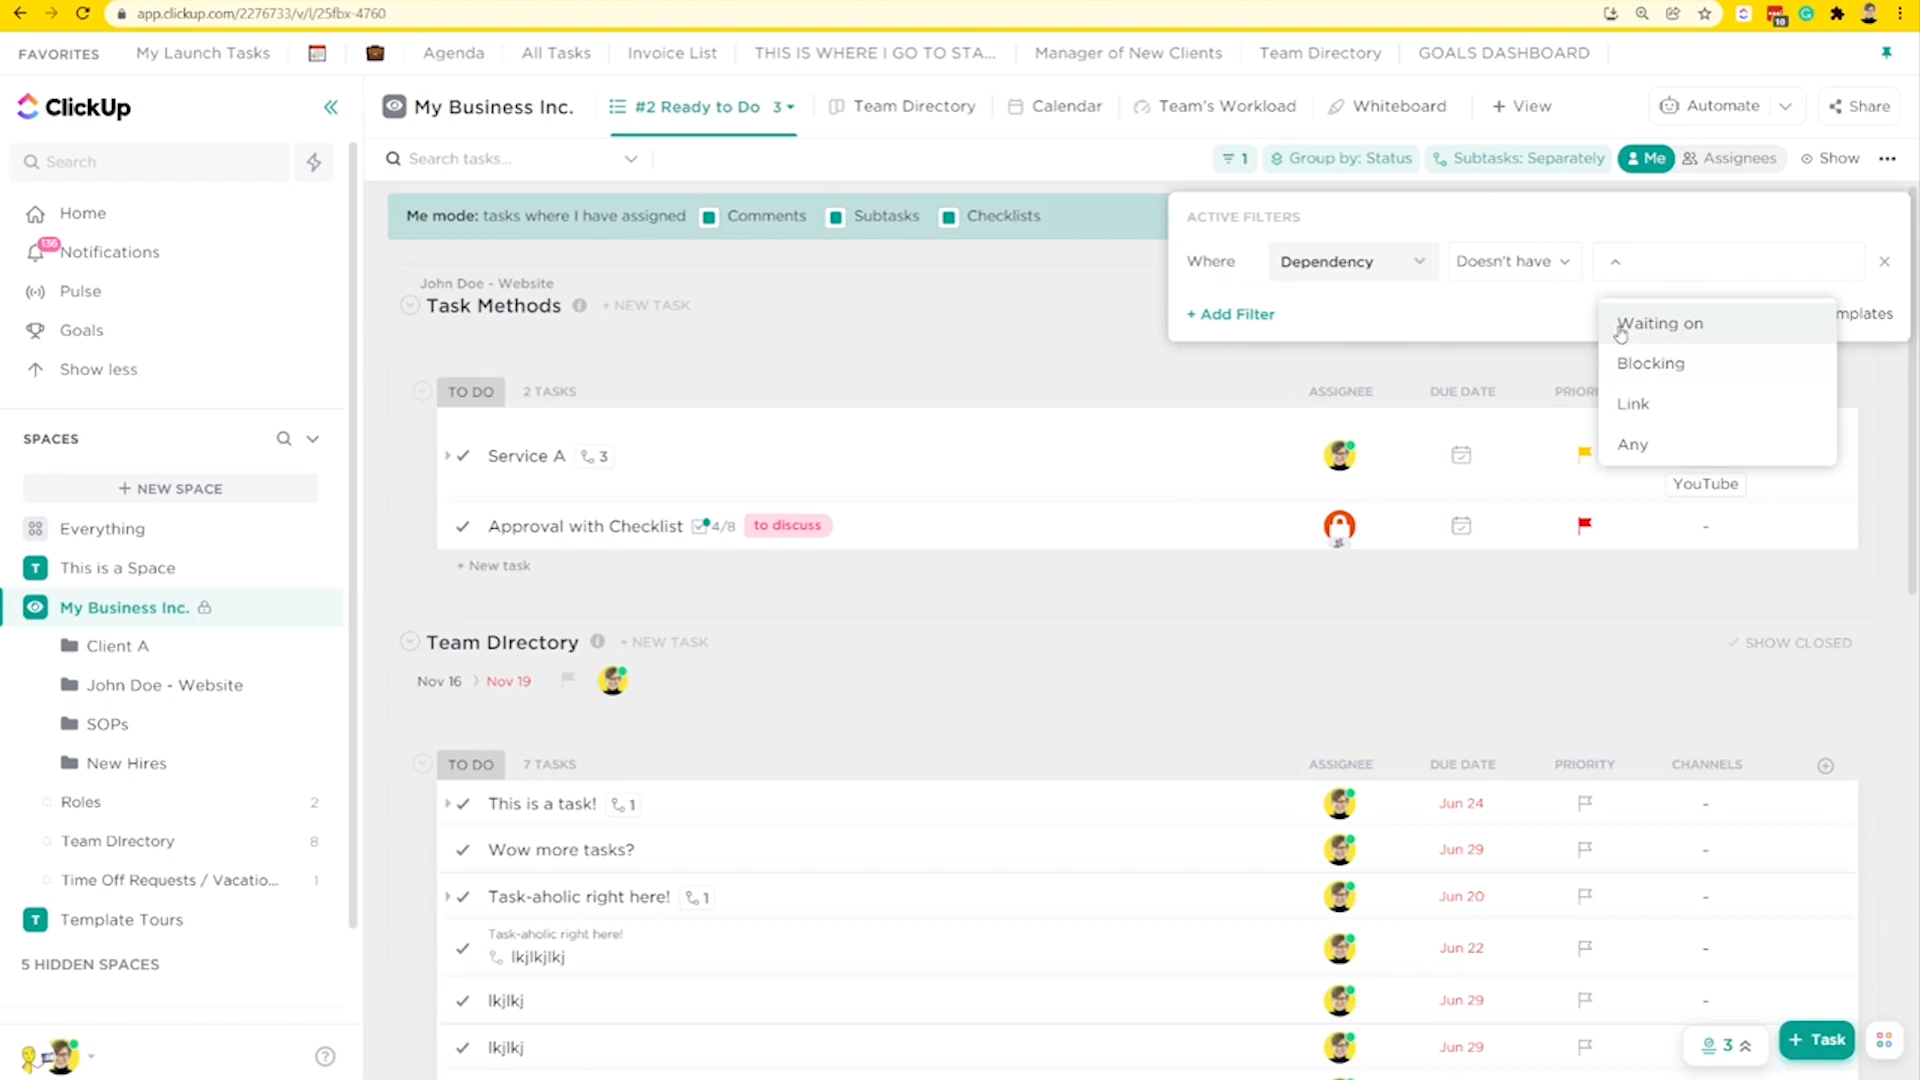 app.clickup.com/2276733/v/l/25fbx-4760
10
FAVORITES My Launch Tasks Agenda All Tasks Invoice List THIS IS WHERE I GO TO STA... Manager of New Clients Team Directory GOALS DASHBOARD
ClickUp
My Business Inc. #2 Ready to Do 3 Team Directory Calendar Team's Workload Whiteboard + View Automate Share
Search
Search tasks... 1 Group by: Status Subtasks: Separately Me Assignees Show
Home
136
Notifications
Pulse
Goals
Show less
SPACES
+ NEW SPACE
Everything
This is a Space
My Business Inc.
Client A
John Doe - Website
SOPs
New Hires
Roles 2
Team DIrectory 8
Time Off Requests / Vacatio... 1
Template Tours
5 HIDDEN SPACES
Me mode: tasks where I have assigned Comments Subtasks Checklists
ACTIVE FILTERS
Where Dependency Doesn't have
+ Add Filter mplates
Waiting on
Blocking
Link
Any
John Doe - Website
Task Methods + NEW TASK
TO DO 2 TASKS ASSIGNEE DUE DATE PRIORI
Service A 3
YouTube
Approval with Checklist 4/8 to discuss -
+ New task
Team DIrectory + NEW TASK SHOW CLOSED
Nov 16 Nov 19
TO DO 7 TASKS ASSIGNEE DUE DATE PRIORITY CHANNELS
This is a task! 1 Jun 24 -
Wow more tasks? Jun 29 -
Task-aholic right here! 1 Jun 20 -
Task-aholic right here!
lkjlkjlkj Jun 22 -
lkjlkj Jun 29 -
lkjlkj Jun 29
3 + Task